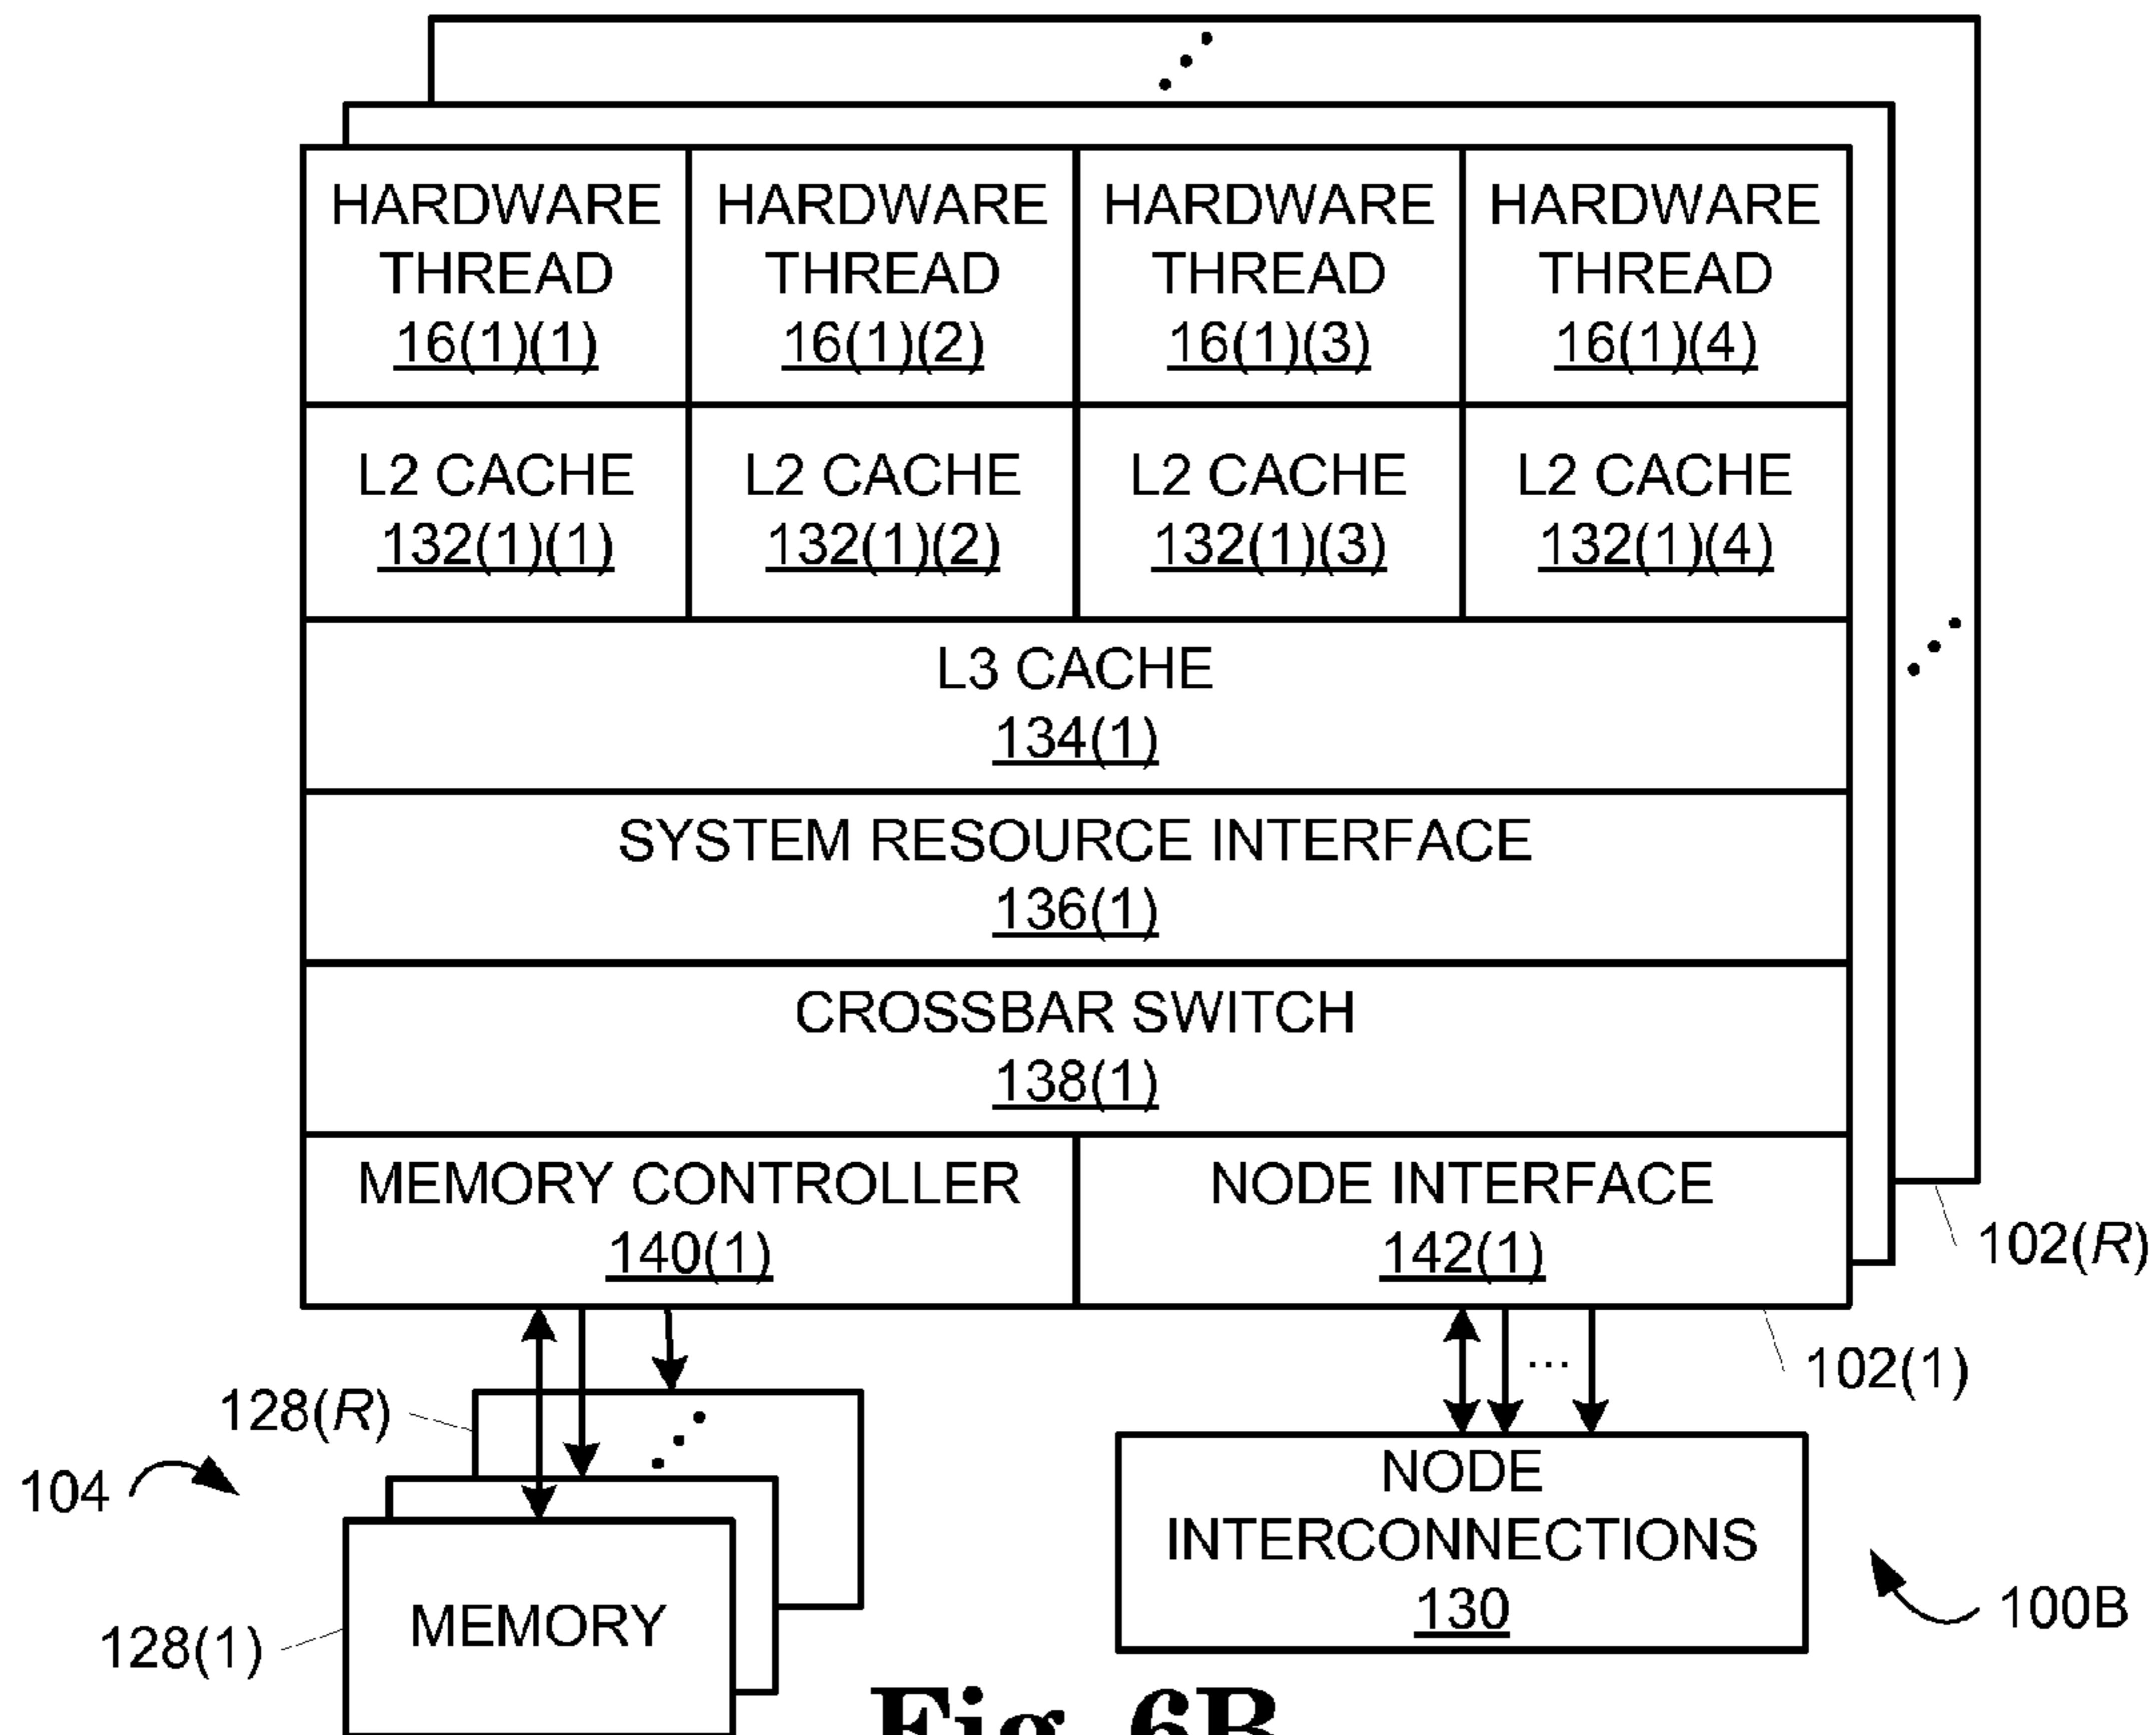 HARDWARE THREAD 16(1)(1)
HARDWARE THREAD 16(1)(2)
HARDWARE THREAD 16(1)(3)
HARDWARE THREAD 16(1)(4)
L2 CACHE 132(1)(1)
L2 CACHE 132(1)(2)
L2 CACHE 132(1)(3)
L2 CACHE 132(1)(4)
L3 CACHE
134(1)
SYSTEM RESOURCE INTERFACE
136(1)
CROSSBAR SWITCH
138(1)
MEMORY CONTROLLER
140(1)
NODE INTERFACE
142(1)
102(R)
102(1)
...
128(R)
104
MEMORY
128(1)
NODE
INTERCONNECTIONS
130
100B
Fig. 6B